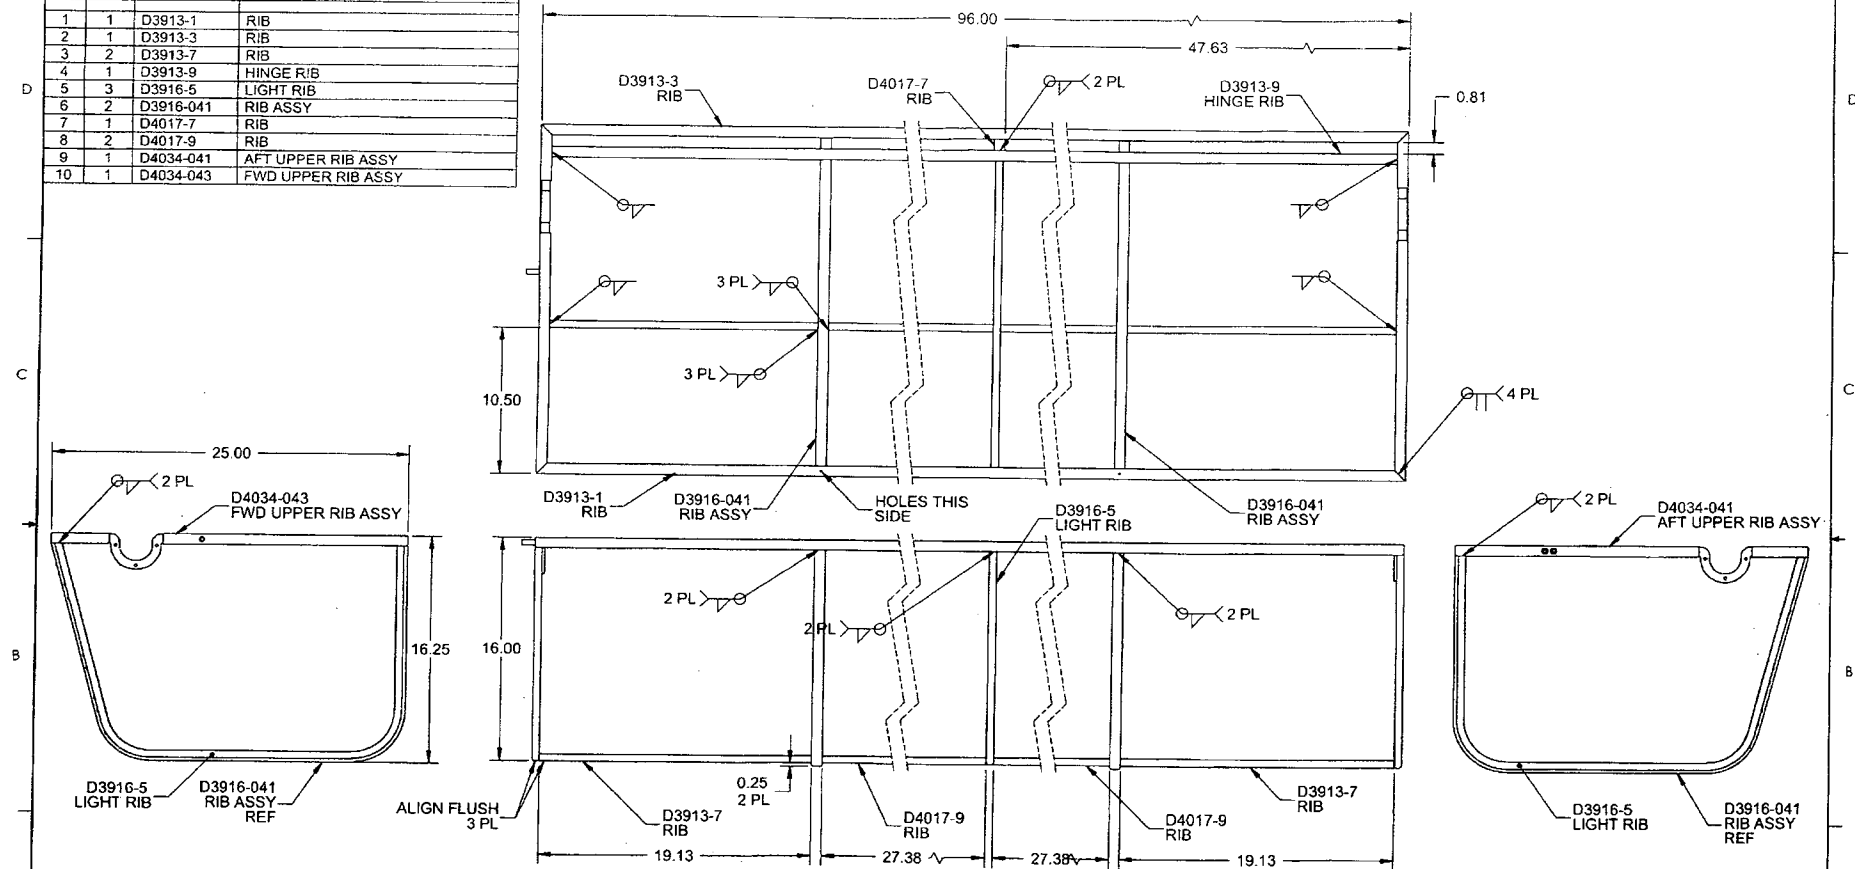 1 1 D3913-1 RIB
2 1 D3913-3 RIB
3 2 D3913-7 RIB
4 1 D3913-9 HINGE RIB
5 3 D3916-5 LIGHT RIB
6 2 D3916-041 RIB ASSY
7 1 D4017-7 RIB
8 2 D4017-9 RIB
9 1 D4034-041 AFT UPPER RIB ASSY
10 1 D4034-043 FWD UPPER RIB ASSY
96.00
47.63
D
D
D3913-3
RIB
D4017-7
RIB
2 PL
D3913-9
HINGE RIB
0.81
3 PL
3 PL
C
C
10.50
4 PL
25.00
2 PL
D4034-043
FWD UPPER RIB ASSY
D3913-1
RIB
D3916-041
RIB ASSY
HOLES THIS
SIDE
D3916-5
LIGHT RIB
D3916-041
RIB ASSY
2 PL
D4034-041
AFT UPPER RIB ASSY
2 PL
2 PL
2 PL
16.25
16.00
B
B
D3916-5
LIGHT RIB
D3916-041
RIB ASSY
REF
ALIGN FLUSH
3 PL
D3913-7
RIB
0.25
2 PL
D4017-9
RIB
D4017-9
RIB
D3913-7
RIB
D3916-5
LIGHT RIB
D3916-041
RIB ASSY
REF
19.13
27.38
27.38
19.13